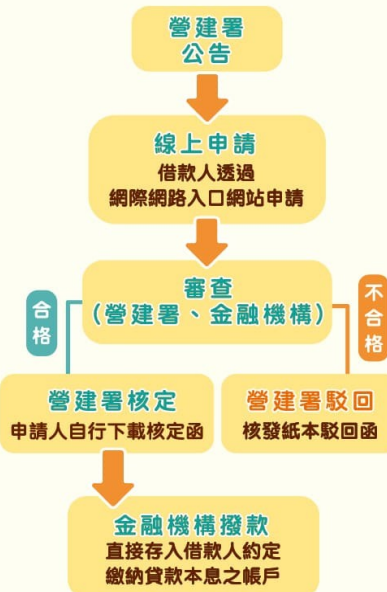 營建署
公告
線上申請
借款人透過
網際網路入口網站申請
審查
(營建署、金融機構)
合格
不合格
營建署核定
申請人自行下載核定函
營建署駁回
核發紙本駁回函
金融機構撥款
直接存入借款人約定
繳納貸款本息之帳戶